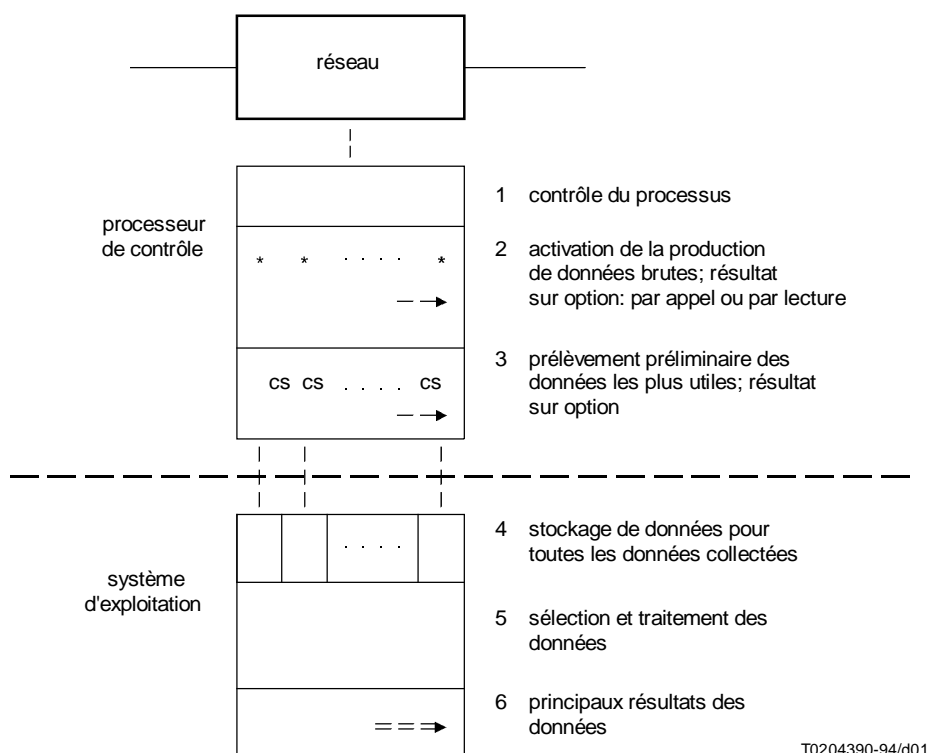 réseau
processeur
de contrôle
1 contrôle du processus
2 activation de la production
de données brutes; résultat
sur option: par appel ou par lecture
* * . . . . *
3 prélèvement préliminaire des
données les plus utiles; résultat
sur option
cs cs . . . . cs
système
d'exploitation
4 stockage de données pour
toutes les données collectées
. . . .
5 sélection et traitement des
données
6 principaux résultats des
données
T0204390-94/d01